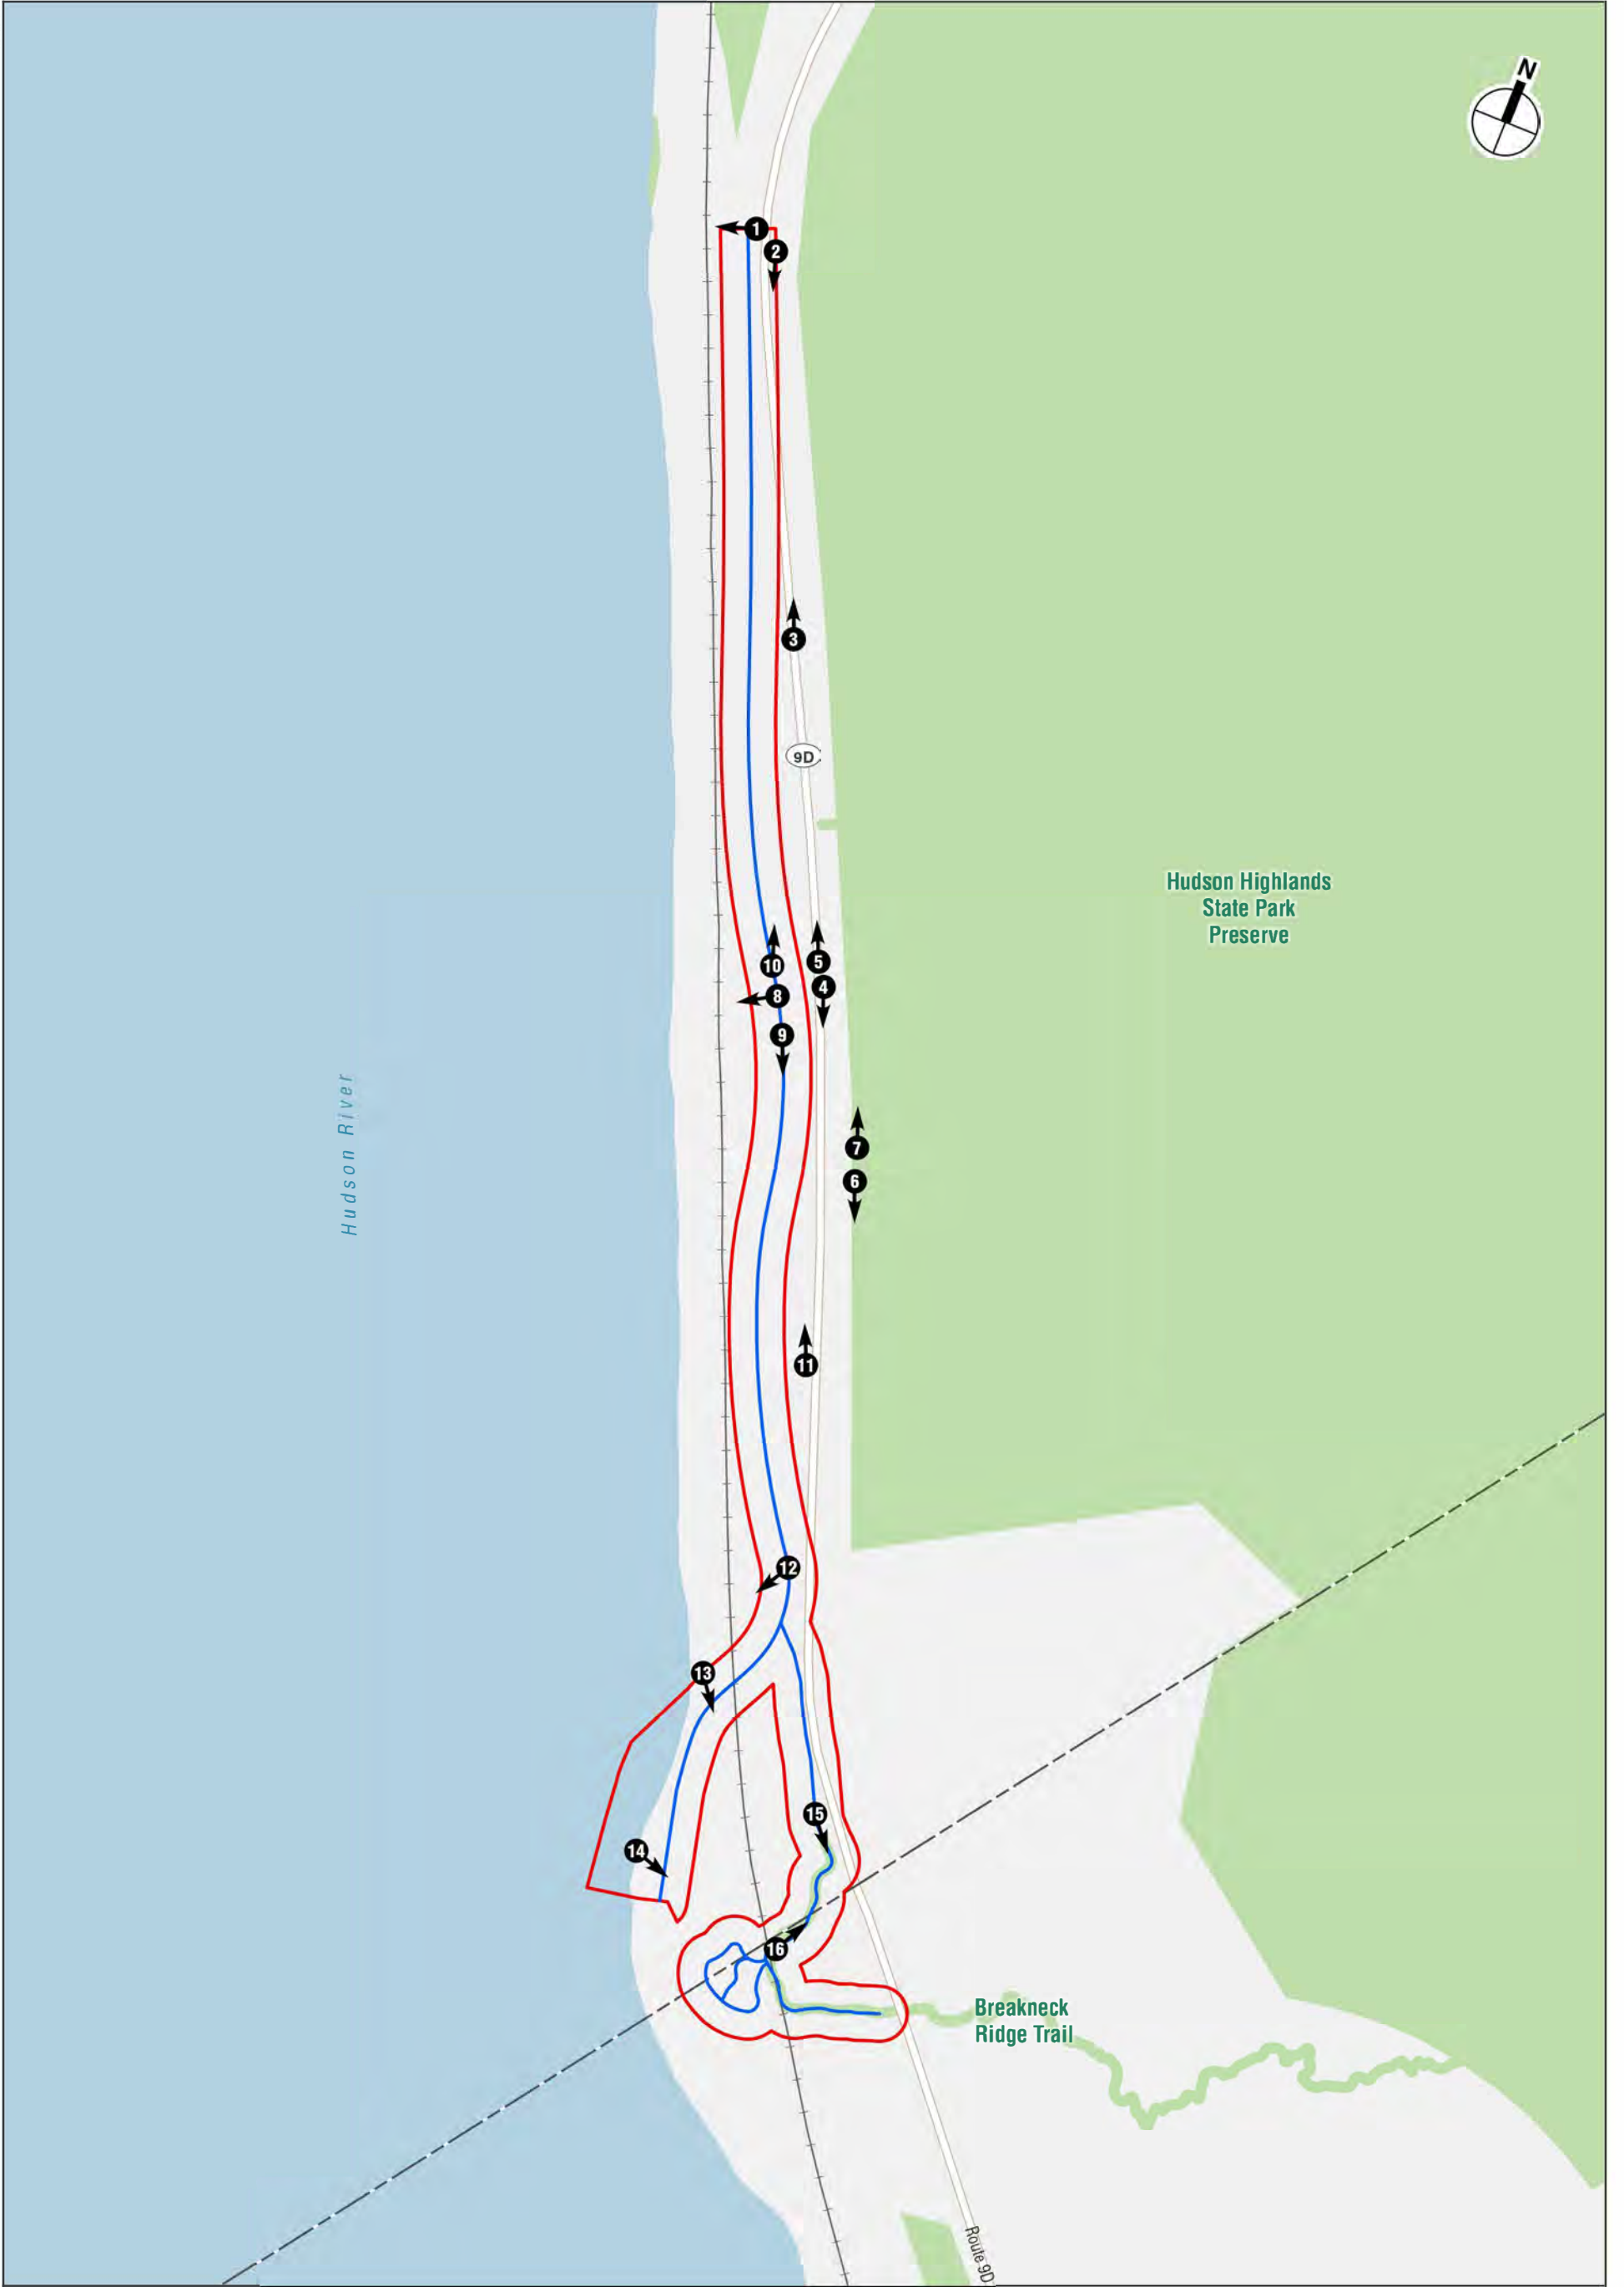 N
1
2
3
9D
Hudson Highlands
State Park
Preserve
10
5
8
4
9
Hudson River
7
6
11
12
13
15
14
16
Breakneck
Ridge Trail
Route 9D